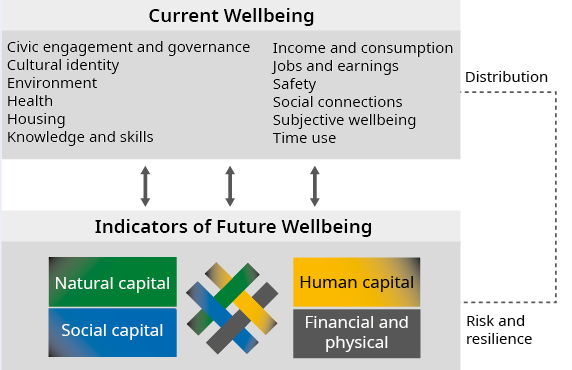 Current Wellbeing
Civic engagement and governance
Cultural identity
Environment
Health
Housing
Knowledge and skills
Income and consumption
Jobs and earnings
Safety
Social connections
Subjective wellbeing
Time use
Distribution
Indicators of Future Wellbeing
Natural capital
Social capital
Human capital
Financial and
physical
Risk and
resilience